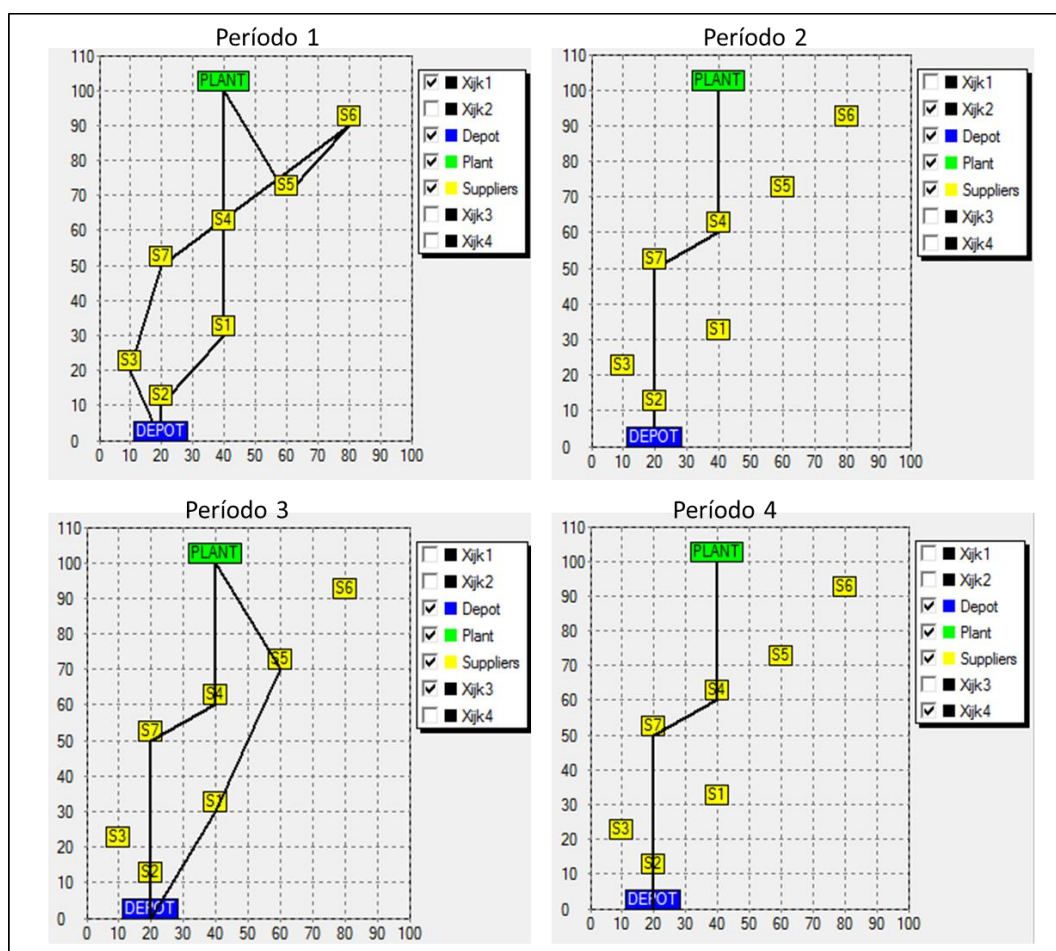 Período 1
110
100
90
80
70
60
50
40
30
20
10
0
0 10 20 30 40 50 60 70 80 90 100
PLANT
S6
S5
S4
S7
S1
S3
S2
DEPOT
Xijk1
Xijk2
Depot
Plant
Suppliers
Xijk3
Xijk4
Período 2
110
100
90
80
70
60
50
40
30
20
10
0
0 10 20 30 40 50 60 70 80 90 100
PLANT
S6
S5
S4
S7
S1
S3
S2
DEPOT
Xijk1
Xijk2
Depot
Plant
Suppliers
Xijk3
Xijk4
Período 3
110
100
90
80
70
60
50
40
30
20
10
0
0 10 20 30 40 50 60 70 80 90 100
PLANT
S6
S5
S4
S7
S1
S3
S2
DEPOT
Xijk1
Xijk2
Depot
Plant
Suppliers
Xijk3
Xijk4
Período 4
110
100
90
80
70
60
50
40
30
20
10
0
0 10 20 30 40 50 60 70 80 90 100
PLANT
S6
S5
S4
S7
S1
S3
S2
DEPOT
Xijk1
Xijk2
Depot
Plant
Suppliers
Xijk3
Xijk4